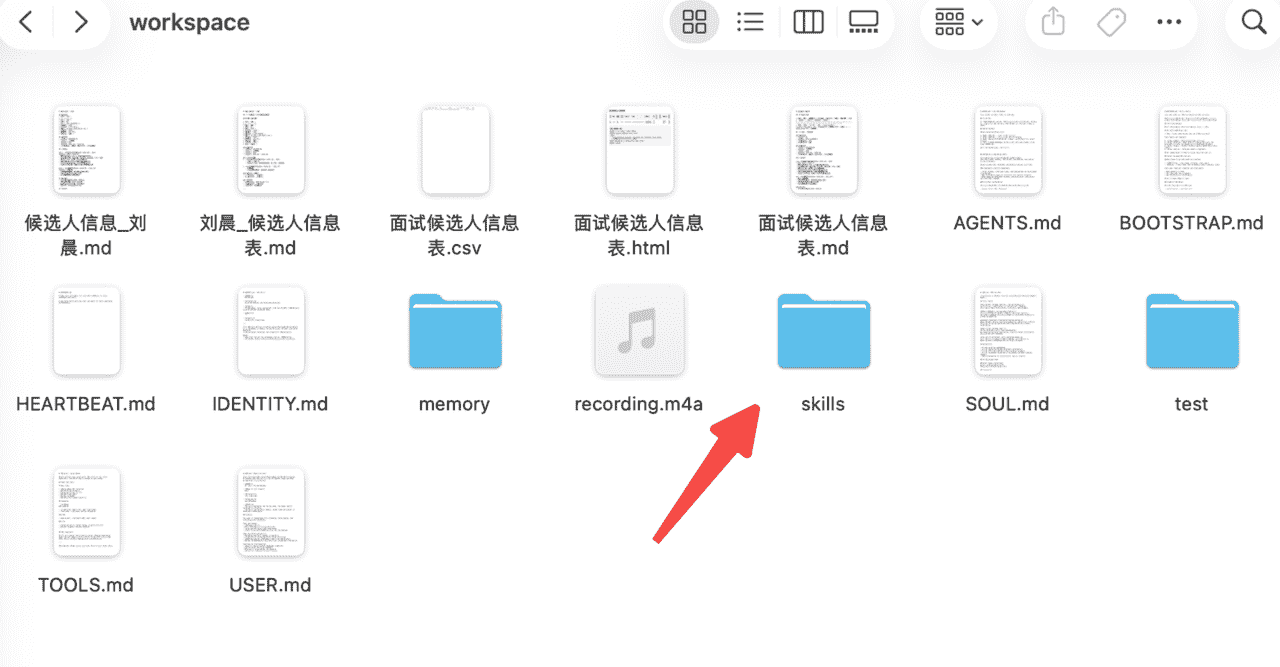 workspace
候选人信息_刘
晨.md
刘晨_候选人信息
表.md
面试候选人信息
表.csv
面试候选人信息
表.html
面试候选人信息
表.md
AGENTS.md
BOOTSTRAP.md
HEARTBEAT.md
IDENTITY.md
memory
recording.m4a
skills
SOUL.md
test
TOOLS.md
USER.md